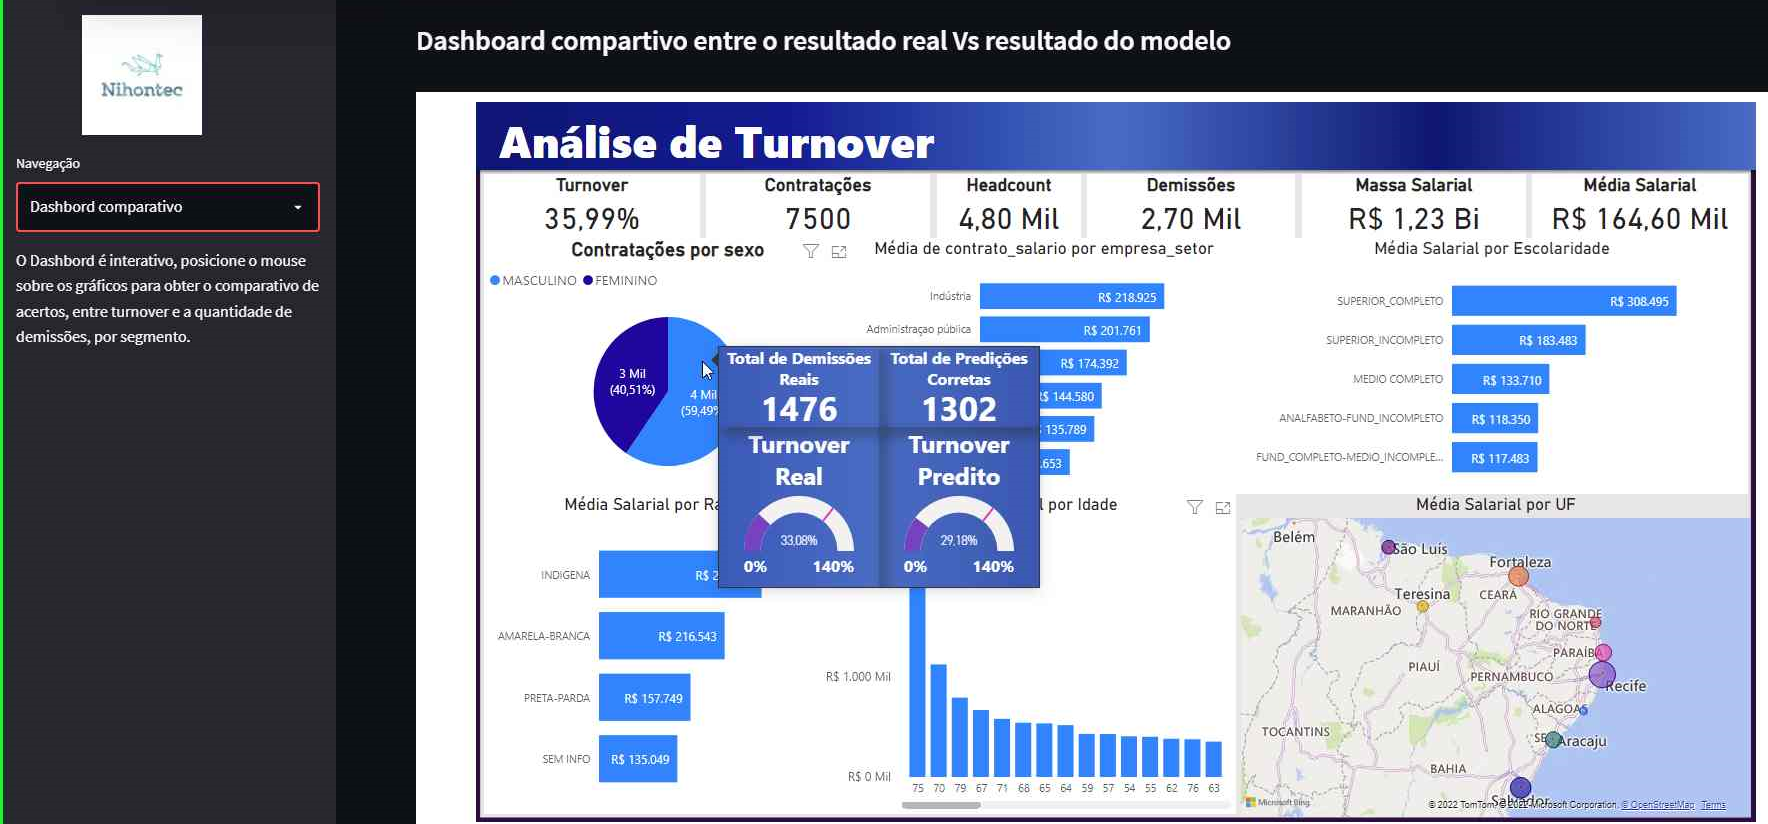 Nihontec
Navegação
Dashbord comparativo
O Dashbord é interativo, posicione o mouse
sobre os gráficos para obter o comparativo de
acertos, entre turnover e a quantidade de
demissões, por segmento.
Dashboard compartivo entre o resultado real Vs resultado do modelo
Análise de Turnover
Turnover
35,99%
Contratações
7500
Headcount
4,80 Mil
Demissões
2,70 Mil
Massa Salarial
R$ 1,23 Bi
Média Salarial
R$ 164,60 Mil
Contratações por sexo
MASCULINO FEMININO
3 Mil
(40,51%)
4 Mil
(59,49%
Média de contrato_salario por empresa_setor
Indústria R$ 218.925
Administraçao pública R$ 201.761
R$ 174.392
R$ 144.580
135.789
.653
Média Salarial por Escolaridade
SUPERIOR_COMPLETO R$ 308.495
SUPERIOR_INCOMPLETO R$ 183.483
MEDIO COMPLETO R$ 133.710
ANALFABETO-FUND_INCOMPLETO R$ 118.350
FUND_COMPLETO-MEDIO_INCOMPLE... R$ 117.483
Total de Demissões
Reais
1476
Total de Predições
Corretas
1302
Turnover
Real
33,08%
0% 140%
Turnover
Predito
29,18%
0% 140%
Média Salarial por Ra
INDIGENA R$ 2
AMARELA-BRANCA R$ 216.543
PRETA-PARDA R$ 157.749
SEM INFO R$ 135.049
l por Idade
R$ 1.000 Mil
R$ 0 Mil
75 70 79 67 71 68 65 64 59 57 54 55 62 76 63
Média Salarial por UF
Belém
São Luís
Fortaleza
Teresina
CEARÁ
MARANHÃO
RIO GRANDE
DO NORTE
PARAÍBA
PIAUÍ
PERNAMBUCO
Recife
ALAGOAS
TOCANTINS
SE
Aracaju
BAHIA
Salvador
Microsoft Bing
© 2022 TomTom, © 2022 Microsoft Corporation, © OpenStreetMap Terms